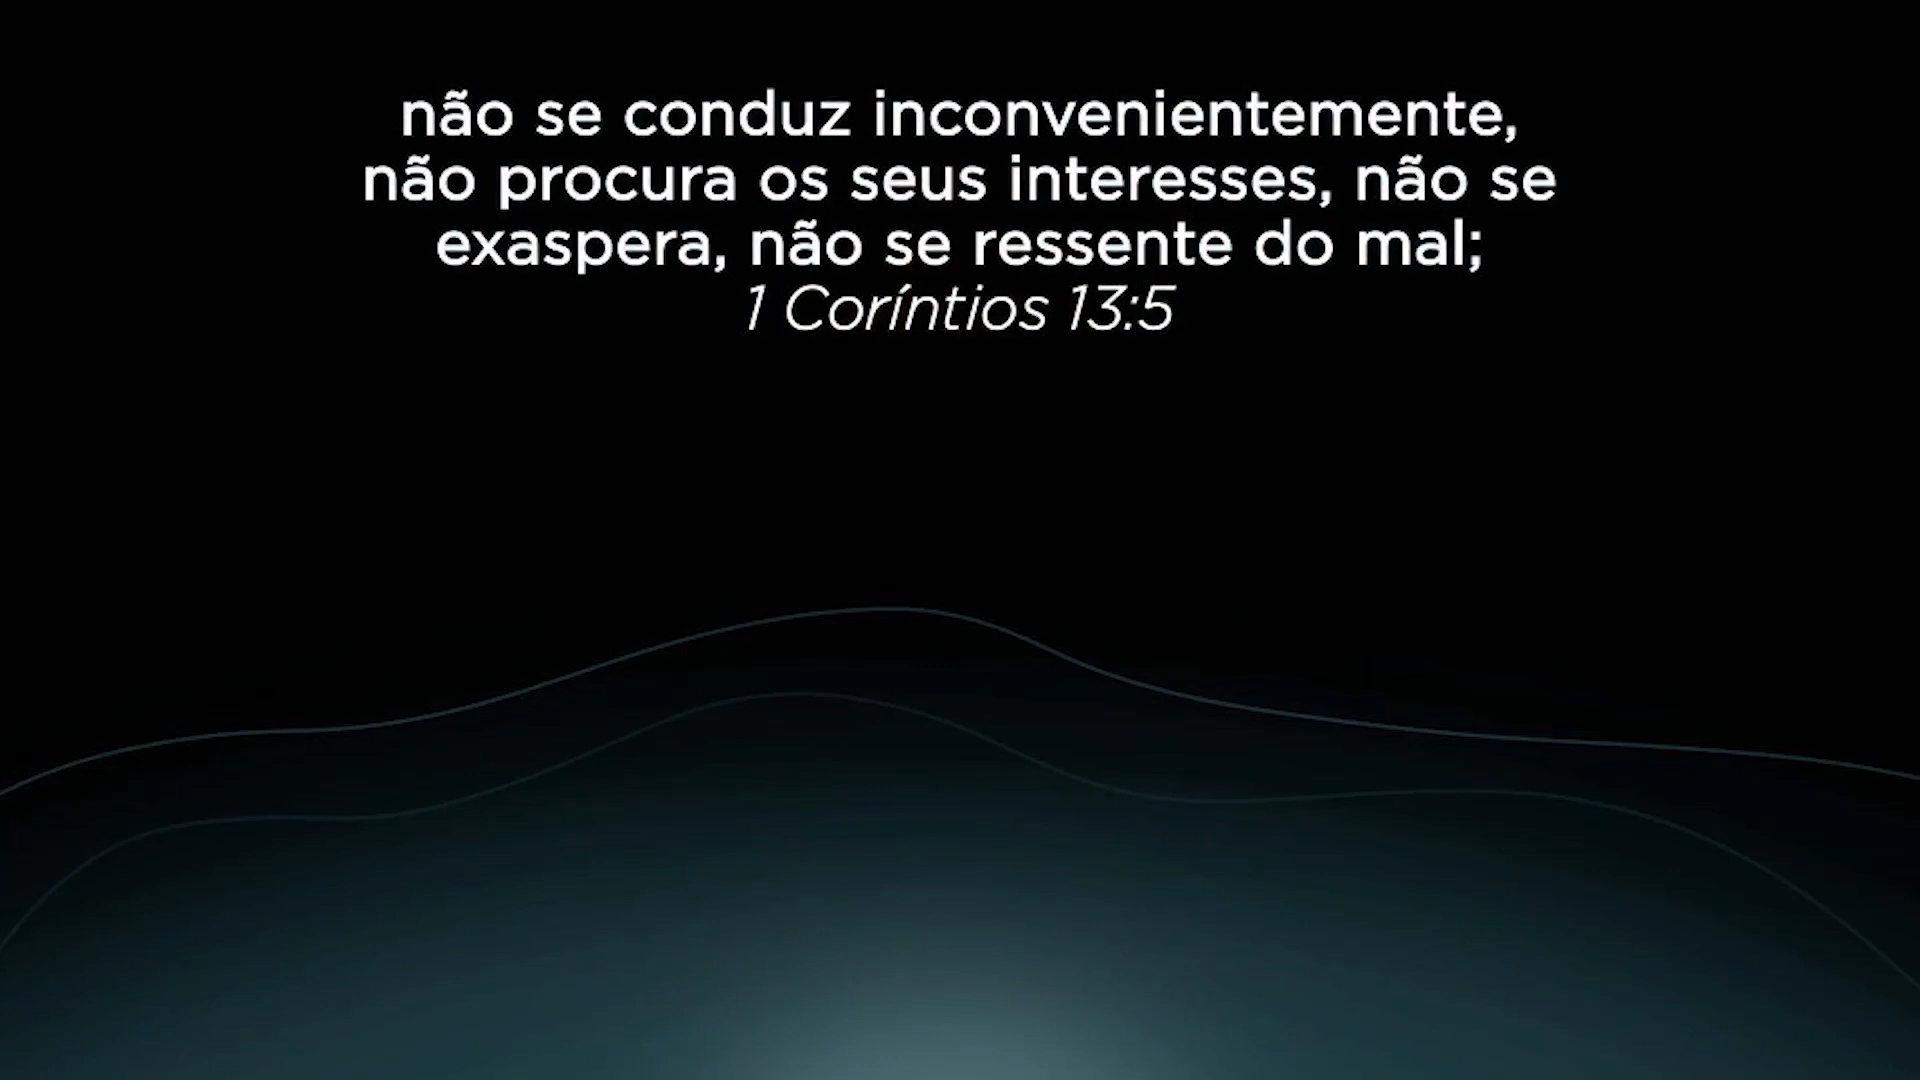 não se conduz inconvenientemente,
não procura os seus interesses, não se
exaspera, não se ressente do mal;
1 Coríntios 13:5